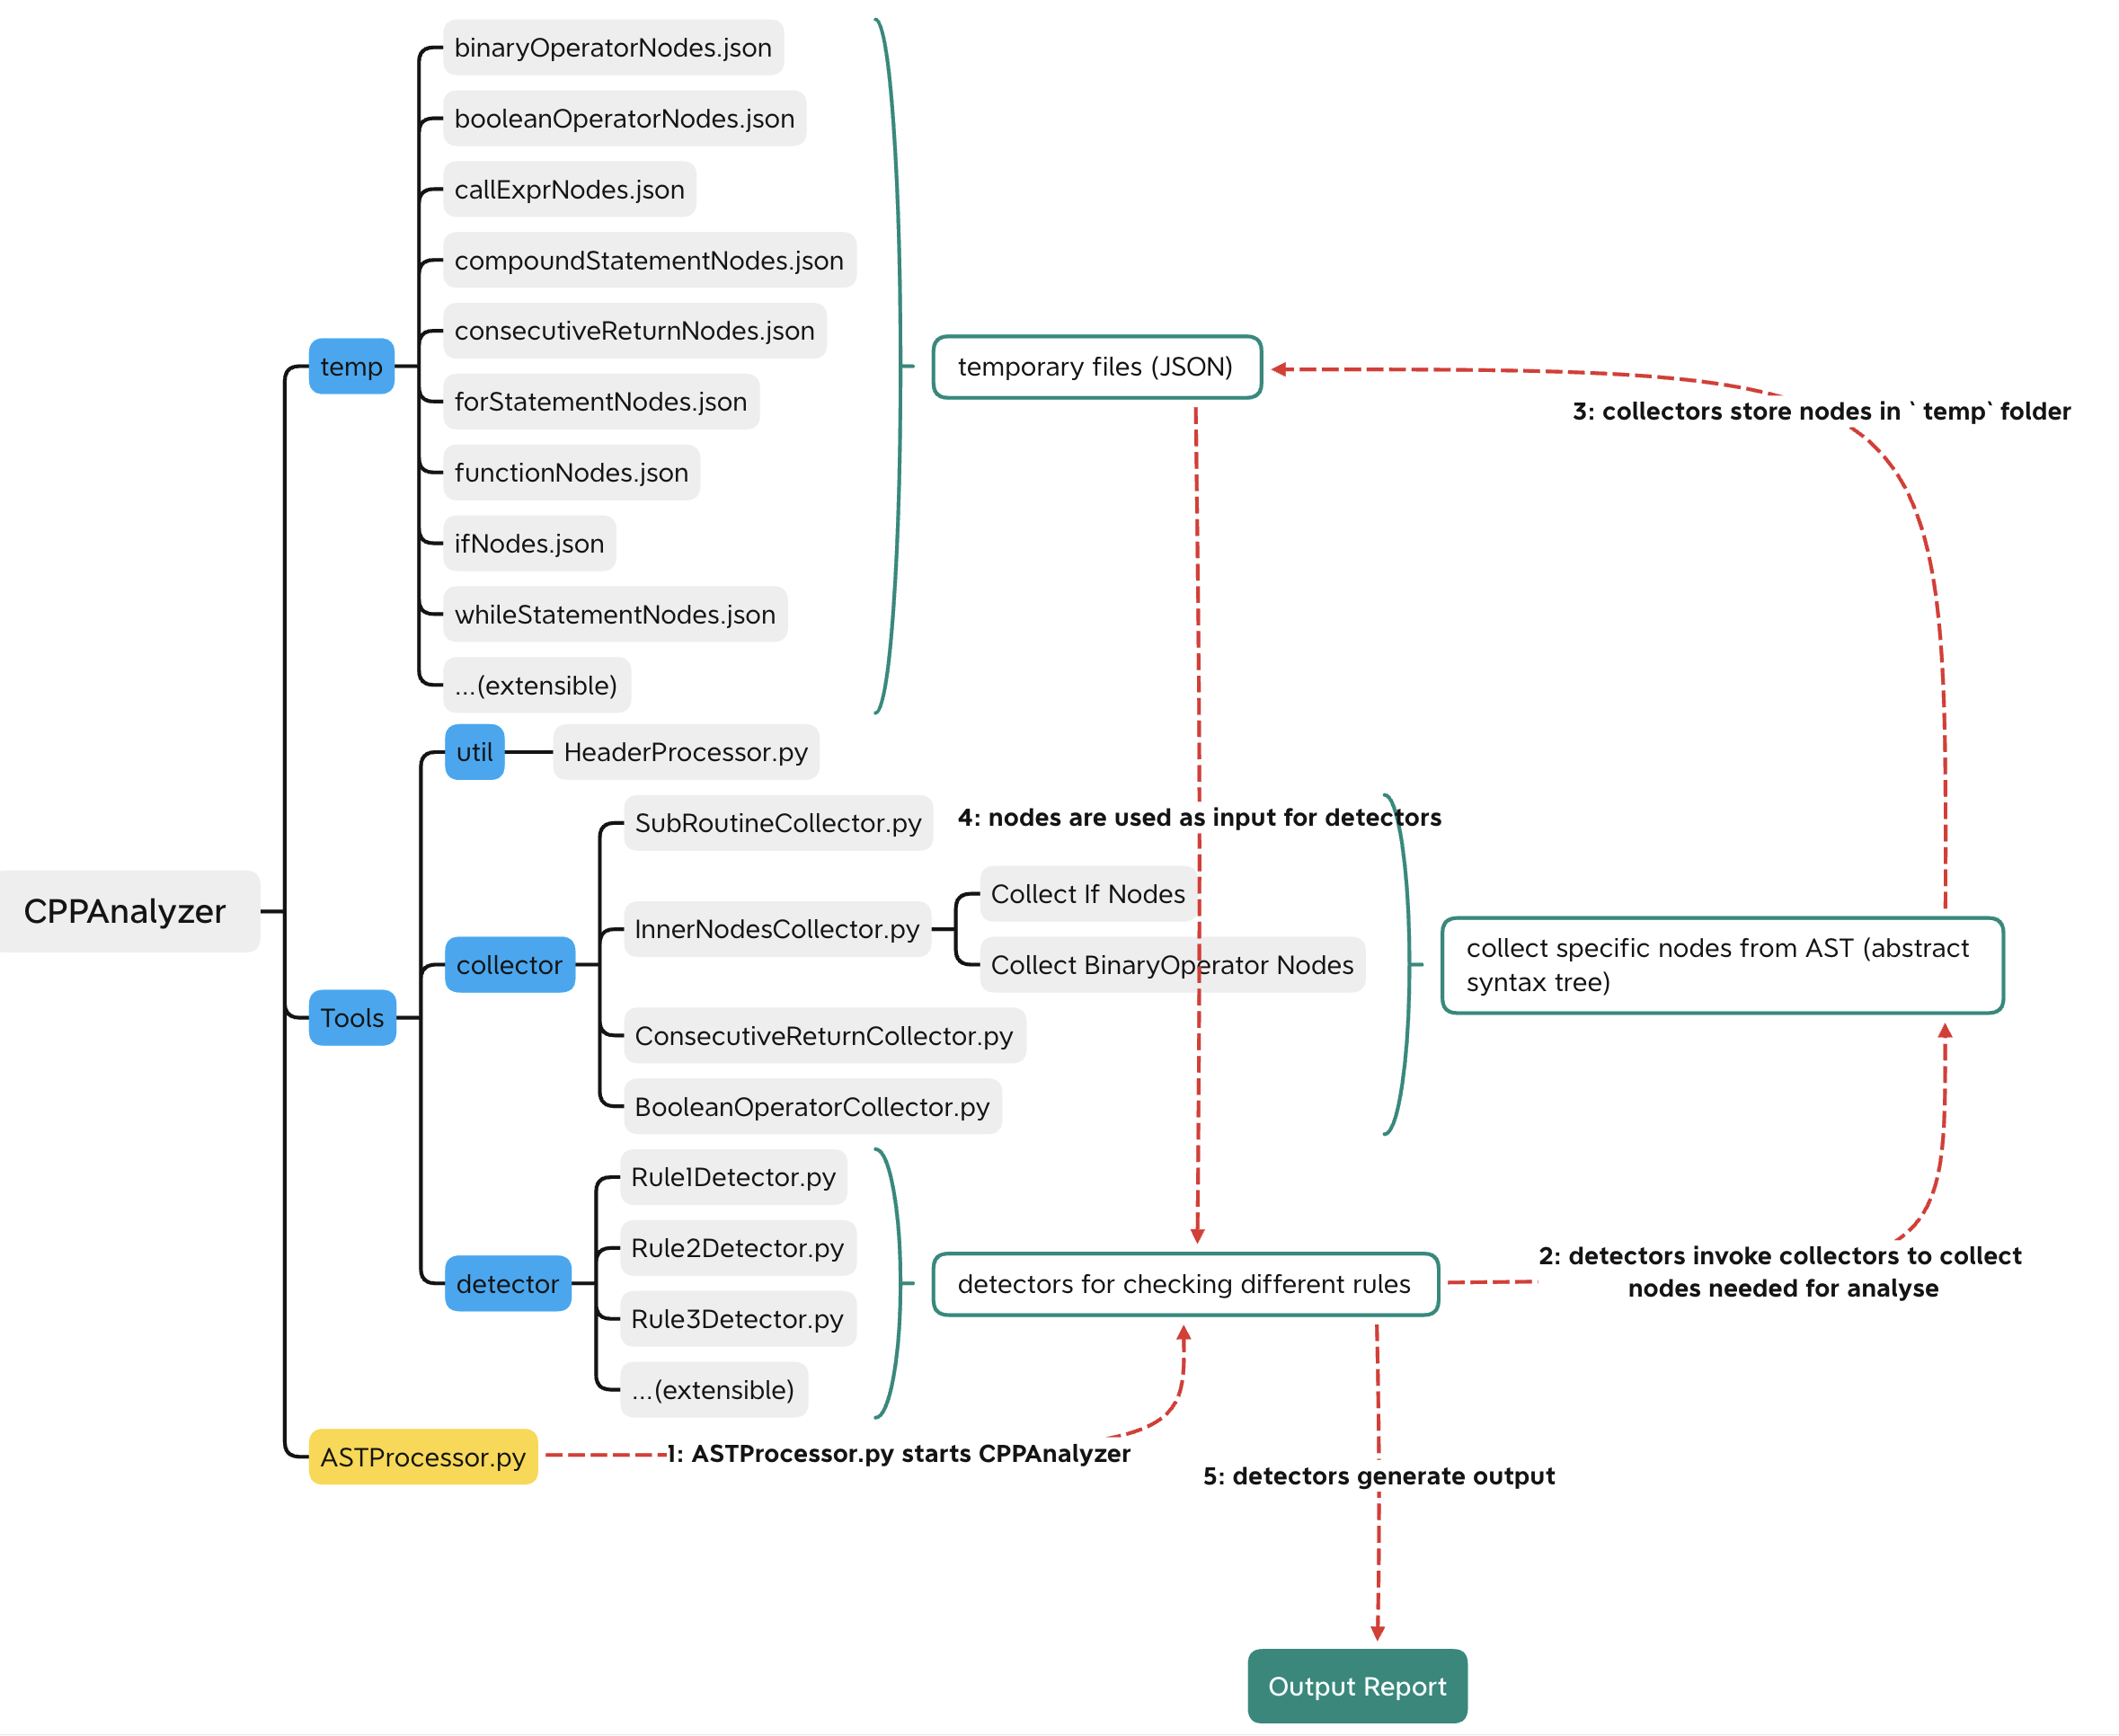 binaryOperatorNodes.json
booleanOperatorNodes.json
callExprNodes.json
compoundStatementNodes.json
consecutiveReturnNodes.json
temp
temporary files (JSON)
forStatementNodes.json
3: collectors store nodes in `temp` folder
functionNodes.json
ifNodes.json
whileStatementNodes.json
...(extensible)
util
HeaderProcessor.py
SubRoutineCollector.py
4: nodes are used as input for detectors
Collect If Nodes
CPPAnalyzer
InnerNodesCollector.py
collector
Collect BinaryOperator Nodes
collect specific nodes from AST (abstract
syntax tree)
Tools
ConsecutiveReturnCollector.py
BooleanOperatorCollector.py
Rule1Detector.py
Rule2Detector.py
detector
detectors for checking different rules
2: detectors invoke collectors to collect
nodes needed for analyse
Rule3Detector.py
...(extensible)
ASTProcessor.py
1: ASTProcessor.py starts CPPAnalyzer
5: detectors generate output
Output Report